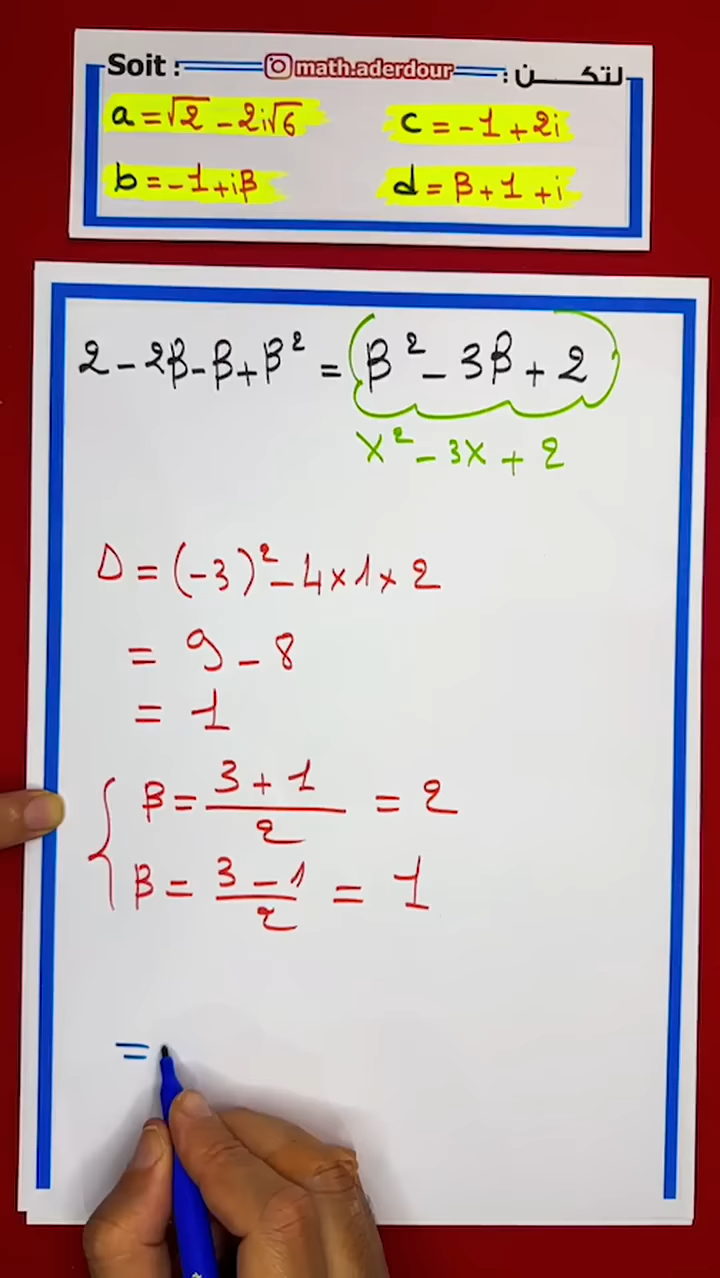 Soit : math.aderdour لتكن :
a = √2 - 2i√6 c = -1 + 2i
b = -1 + iβ d = β + 1 + i
2 - 2β - β + β² = β² - 3β + 2
x² - 3x + 2
Δ = (-3)² - 4 × 1 × 2
= 9 - 8
= 1
β = (3 + 1)/2 = 2
β = (3 - 1)/2 = 1
=